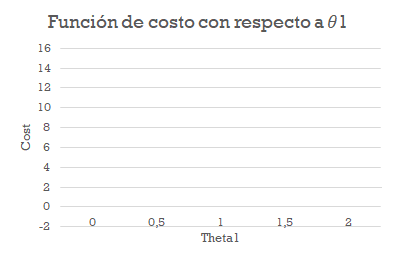 Función de costo con respecto a θ1
16
14
12
10
8
6
4
2
0
-2
Cost
0 0,5 1 1,5 2
Theta1